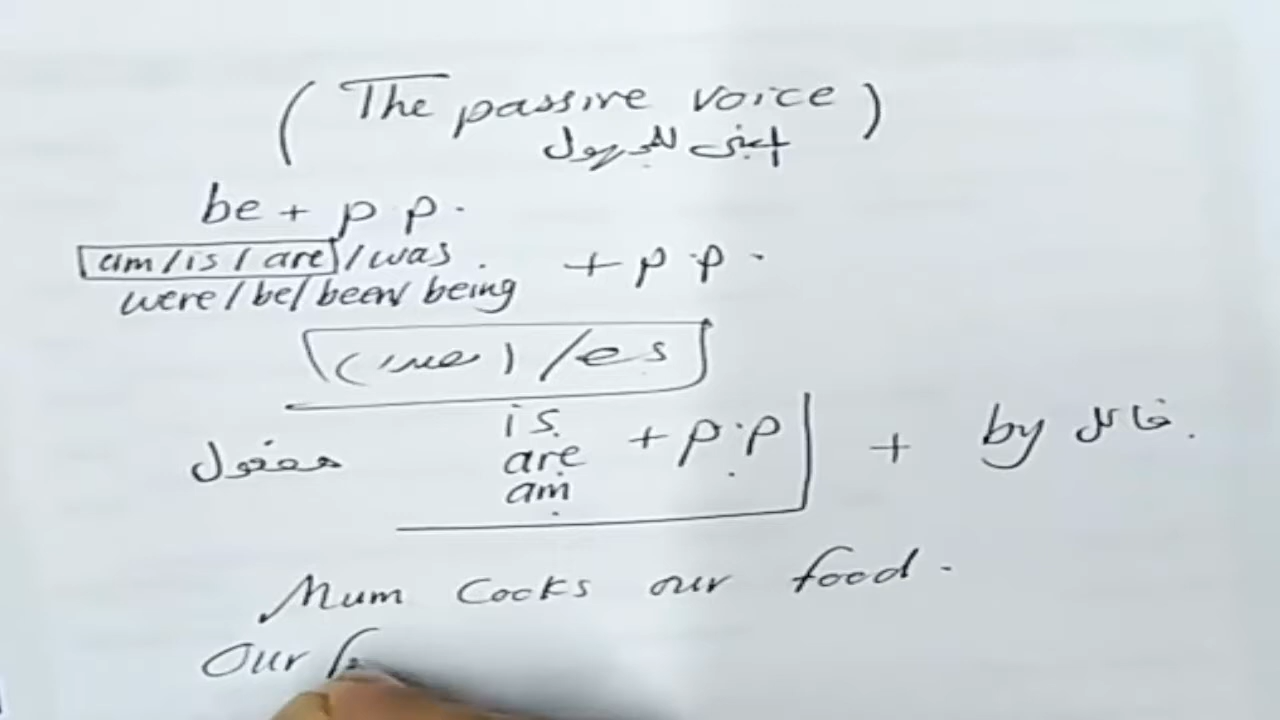 (The passive voice)
المبنى للمجهول
be + p p.
am / is / are / was
were / be / been / being + p.p.
(مصدر) / es
مفعول is are am + p.p + by فاعل.
Mum Cooks our food.
Our